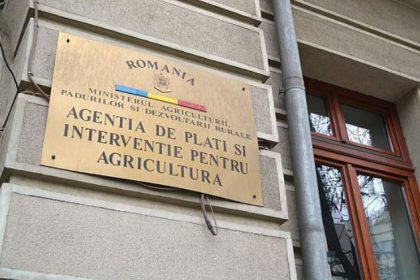 ROMANIA
MINISTERUL AGRICULTURII,
PADURILOR SI DEZVOLTARII RURALE
AGENTIA DE PLATI SI
INTERVENTIE PENTRU
AGRICULTURA